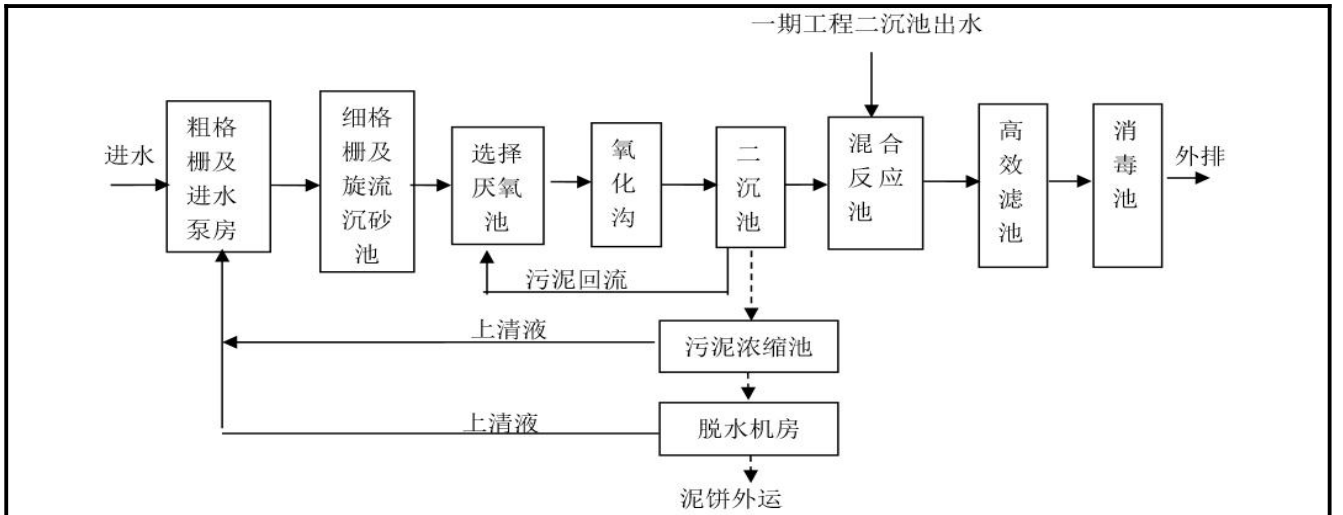 一期工程二沉池出水
进水
粗格
栅及
进水
泵房
细格
栅及
旋流
沉砂
池
选择
厌氧
池
氧
化
沟
二
沉
池
混合
反应
池
高
效
滤
池
消
毒
池
外排
污泥回流
上清液
污泥浓缩池
上清液
脱水机房
泥饼外运